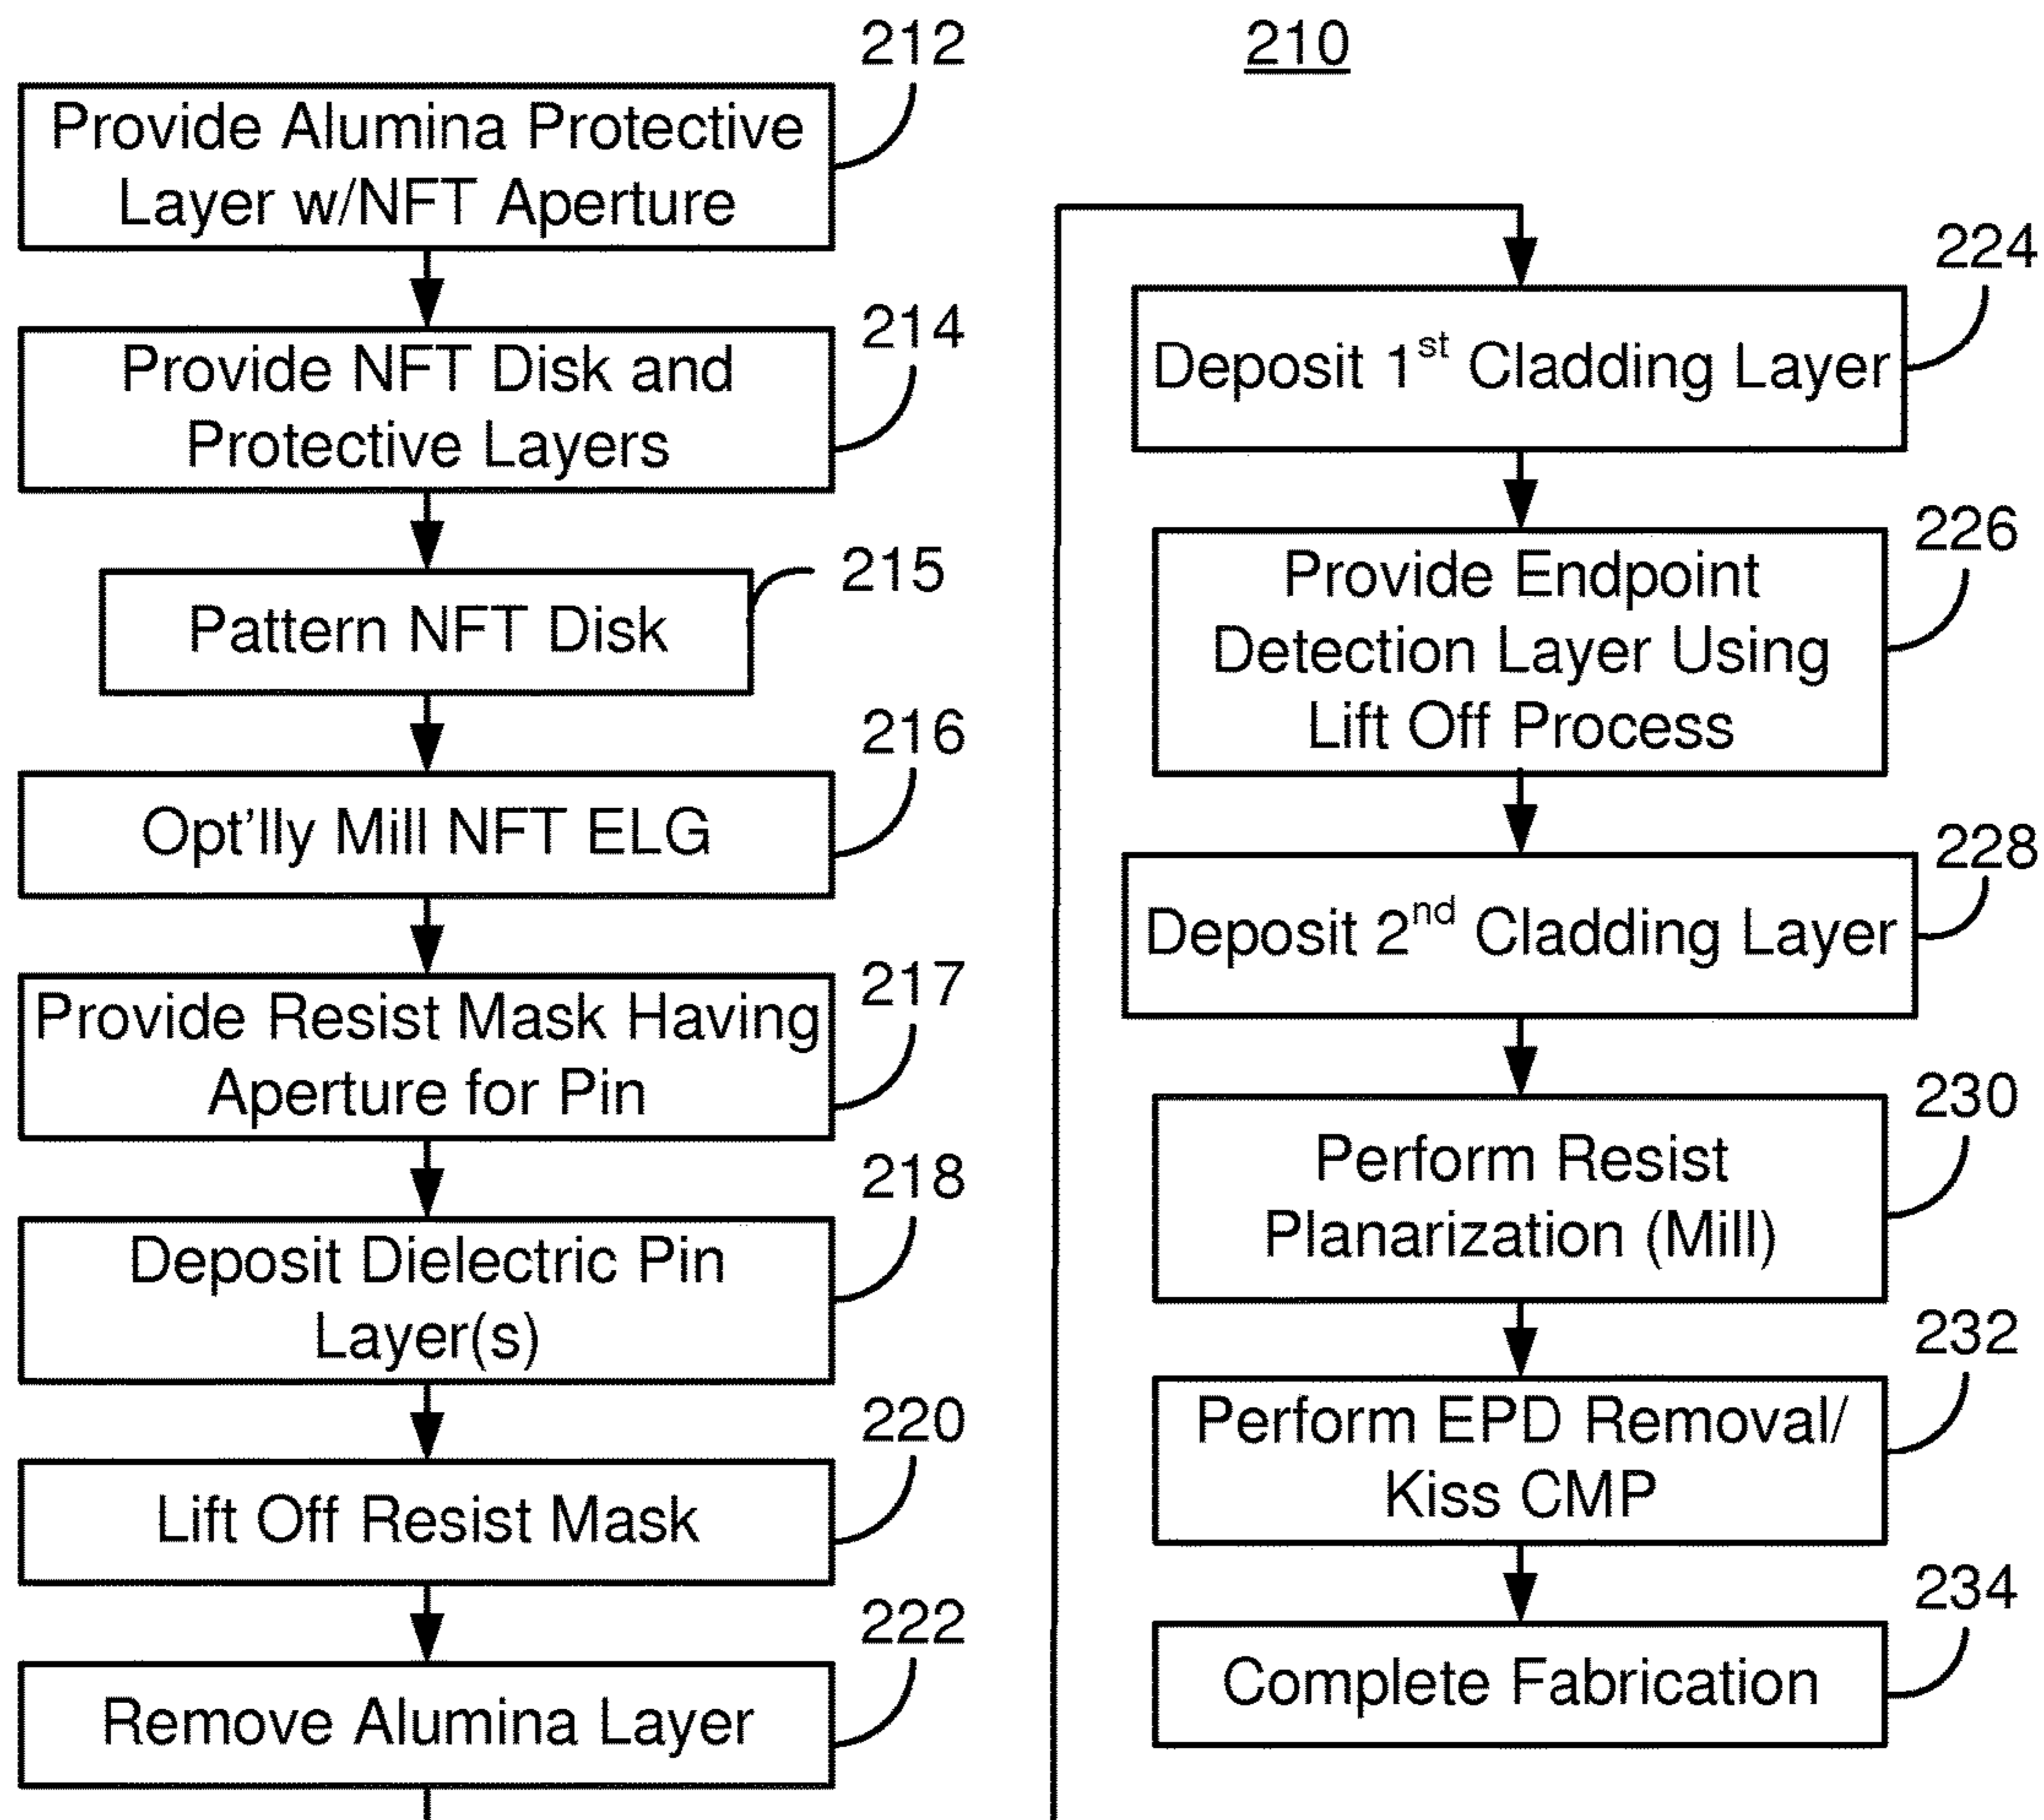 210
212
Provide Alumina Protective
Layer w/NFT Aperture
214
Provide NFT Disk and
Protective Layers
215
Pattern NFT Disk
216
Opt'lly Mill NFT ELG
217
Provide Resist Mask Having
Aperture for Pin
218
Deposit Dielectric Pin
Layer(s)
220
Lift Off Resist Mask
222
Remove Alumina Layer
224
Deposit 1st Cladding Layer
226
Provide Endpoint
Detection Layer Using
Lift Off Process
228
Deposit 2nd Cladding Layer
230
Perform Resist
Planarization (Mill)
232
Perform EPD Removal/
Kiss CMP
234
Complete Fabrication